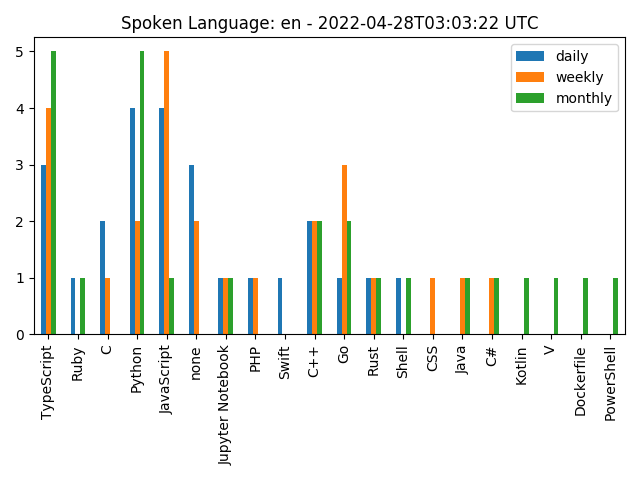 Spoken Language: en - 2022-04-28T03:03:22 UTC
daily
weekly
monthly
5
4
3
2
1
0
TypeScript
Ruby
C
Python
JavaScript
none
Jupyter Notebook
PHP
Swift
C++
Go
Rust
Shell
CSS
Java
C#
Kotlin
V
Dockerfile
PowerShell